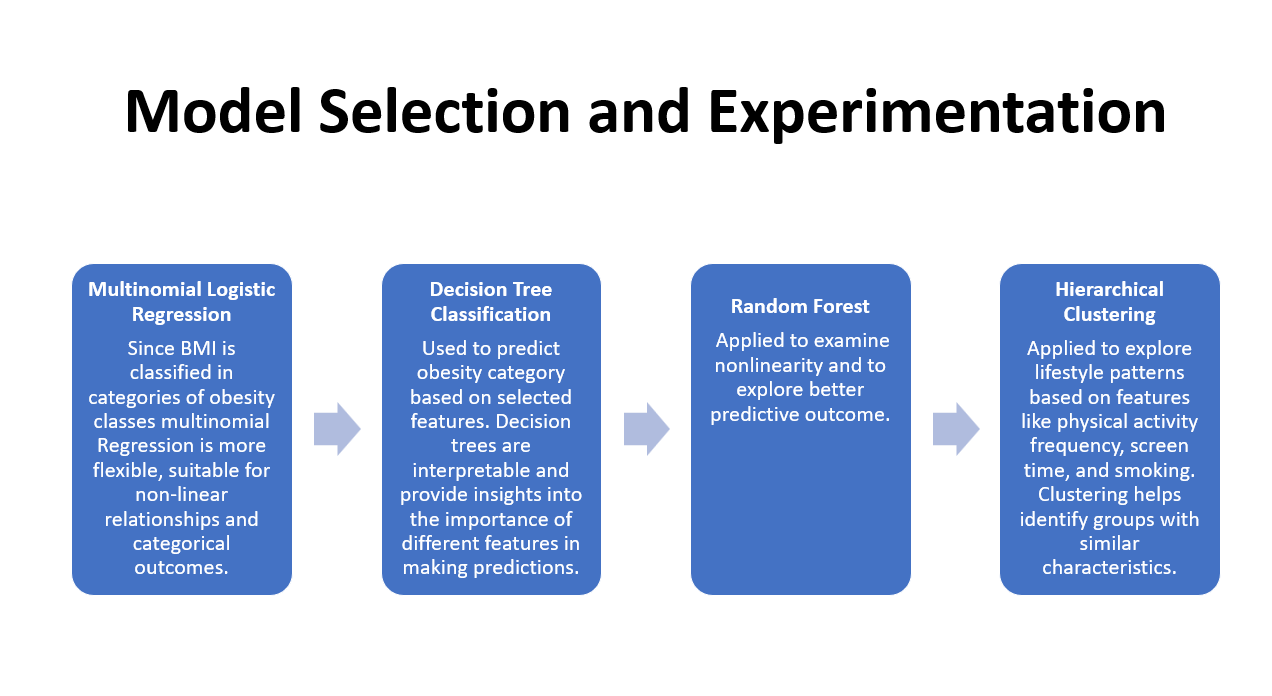 Model Selection and Experimentation
Multinomial Logistic
Regression
Since BMI is
classified in
categories of obesity
classes multinomial
Regression is more
flexible, suitable for
non-linear
relationships and
categorical
outcomes.
Decision Tree
Classification
Used to predict
obesity category
based on selected
features. Decision
trees are
interpretable and
provide insights into
the importance of
different features in
making predictions.
Random Forest
Applied to examine
nonlinearity and to
explore better
predictive outcome.
Hierarchical
Clustering
Applied to explore
lifestyle patterns
based on features
like physical activity
frequency, screen
time, and smoking.
Clustering helps
identify groups with
similar
characteristics.